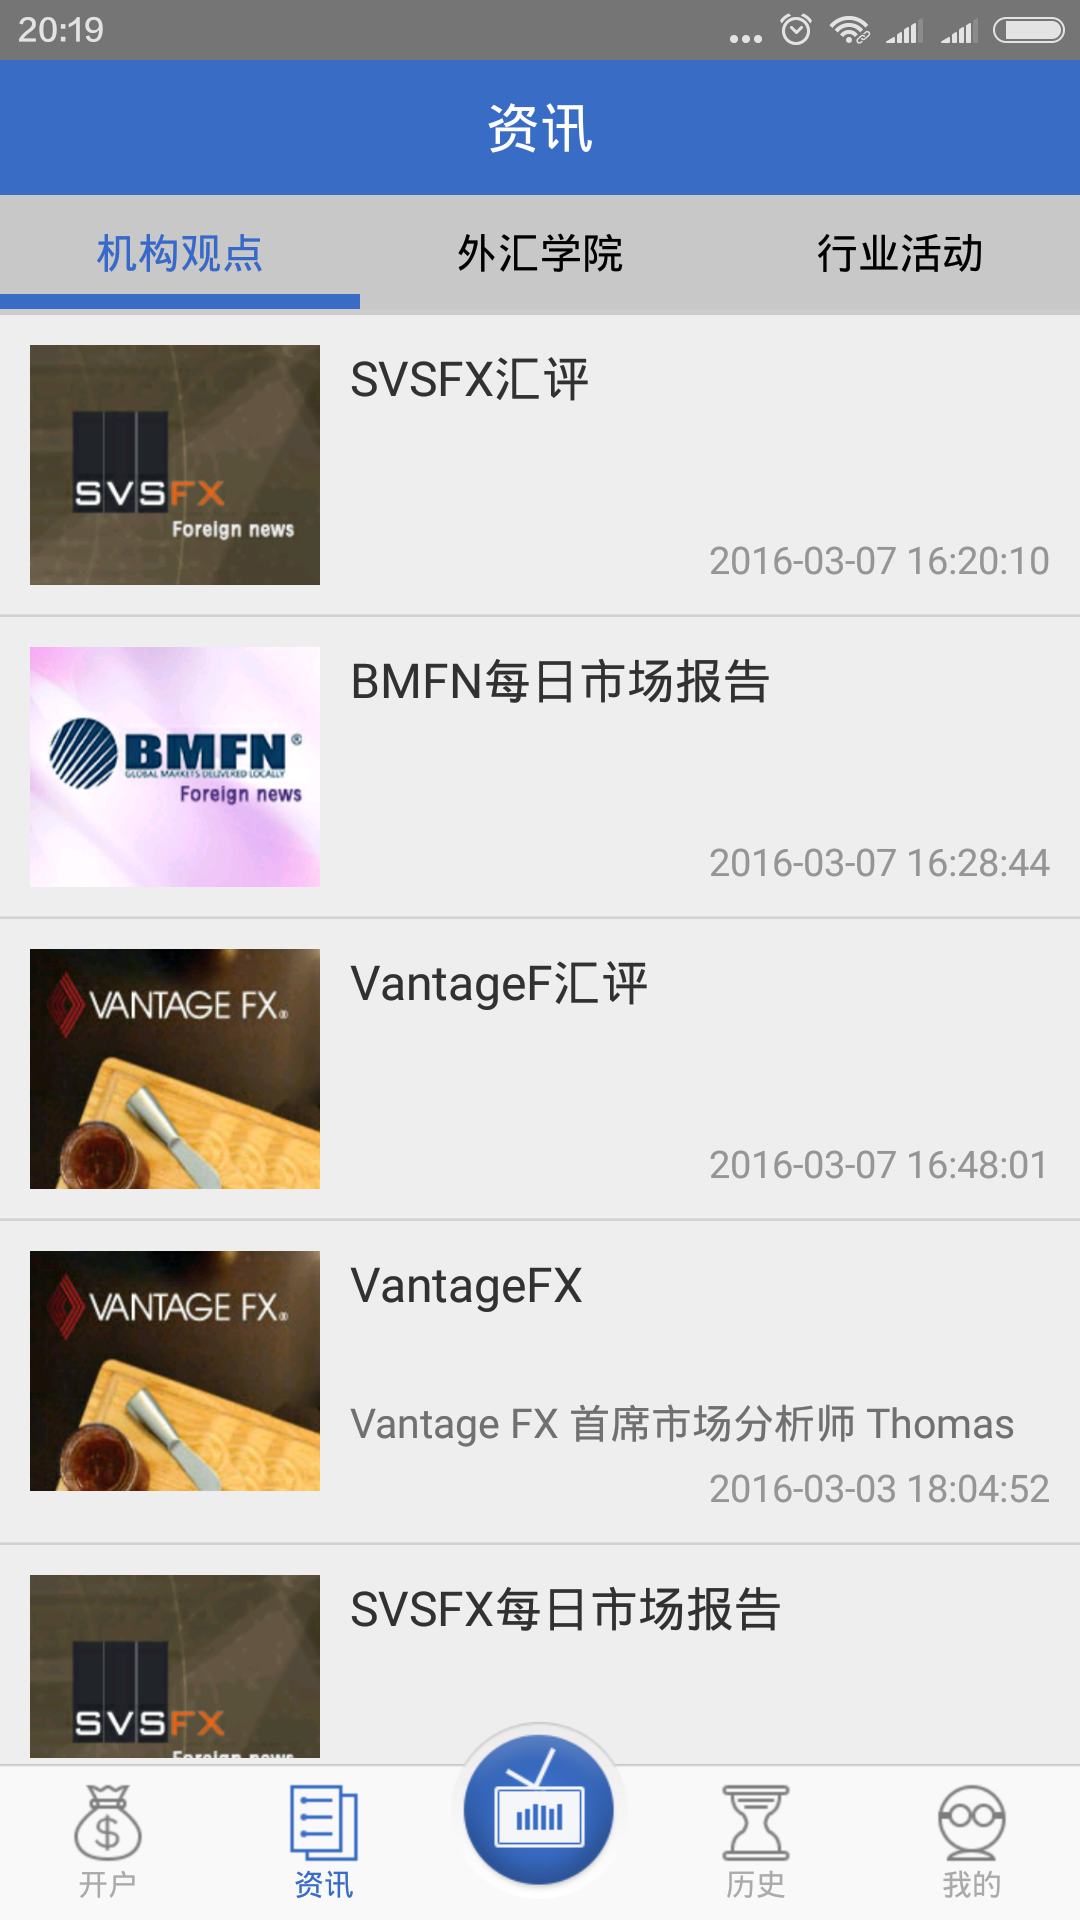 20:19
资讯
机构观点
外汇学院
行业活动
SVSFX汇评
SVSFX
Foreign news
2016-03-07 16:20:10
BMFN每日市场报告
BMFN®
GLOBAL MARKETS DELIVERED LOCALLY
Foreign news
2016-03-07 16:28:44
VantageF汇评
VANTAGE FX®
2016-03-07 16:48:01
VantageFX
VANTAGE FX®
Vantage FX 首席市场分析师 Thomas
2016-03-03 18:04:52
SVSFX每日市场报告
SVSFX
Foreign news
开户
资讯
历史
我的